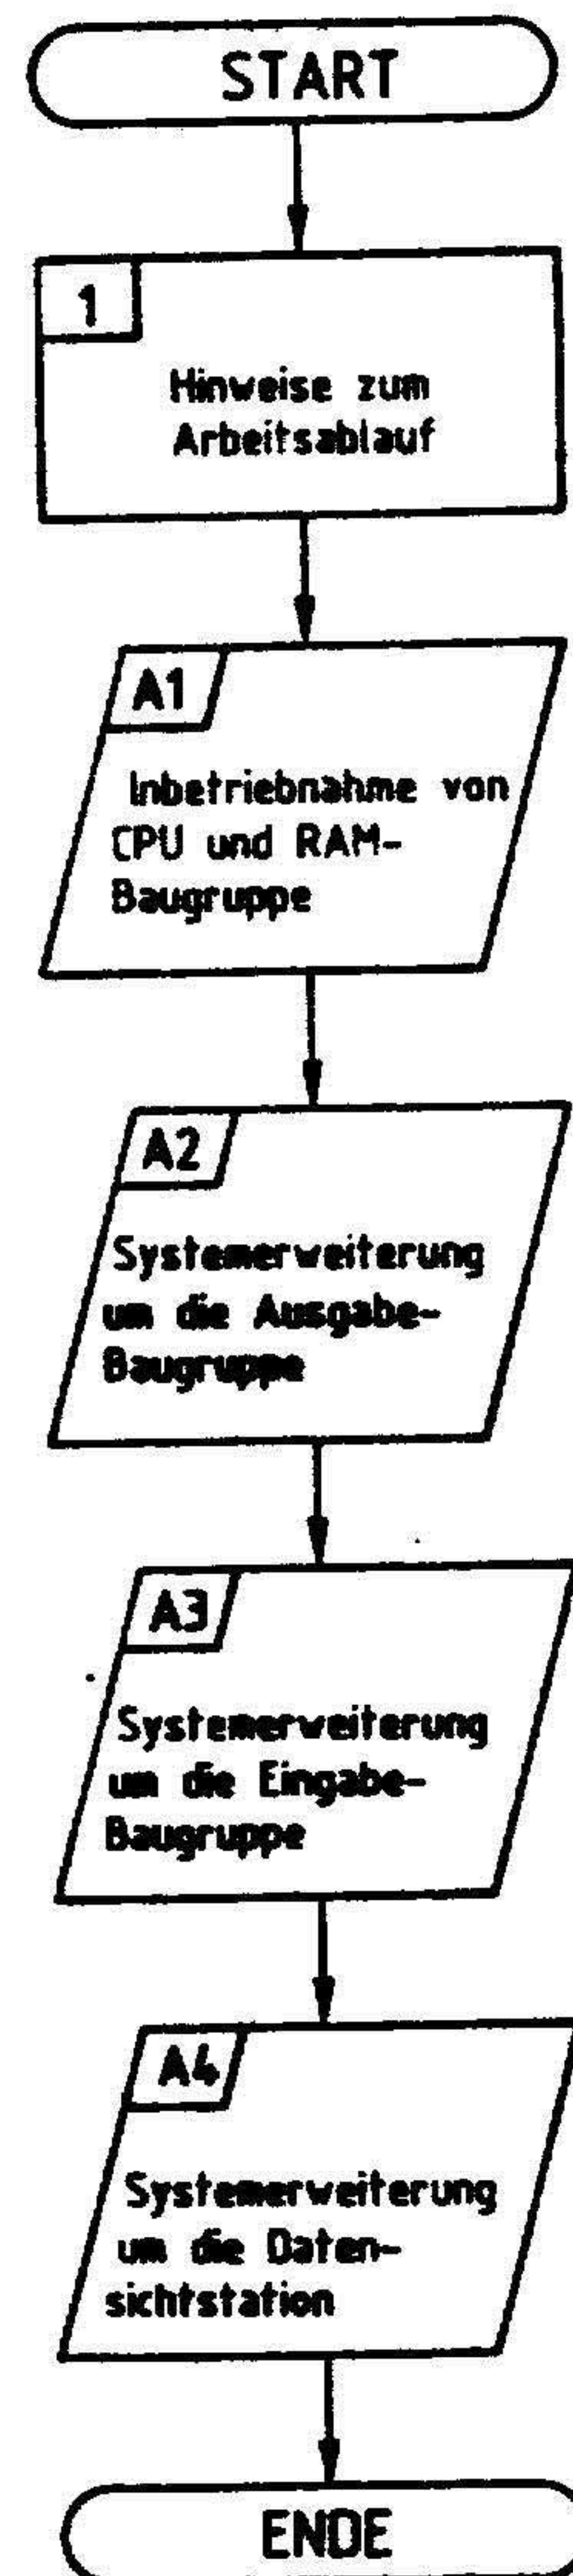 START
1
Hinweise zum
Arbeitsablauf
A1
Inbetriebnahme von
CPU und RAM-
Baugruppe
A2
Systemerweiterung
um die Ausgabe-
Baugruppe
A3
Systemerweiterung
um die Eingabe-
Baugruppe
A4
Systemerweiterung
um die Daten-
sichtstation
ENDE